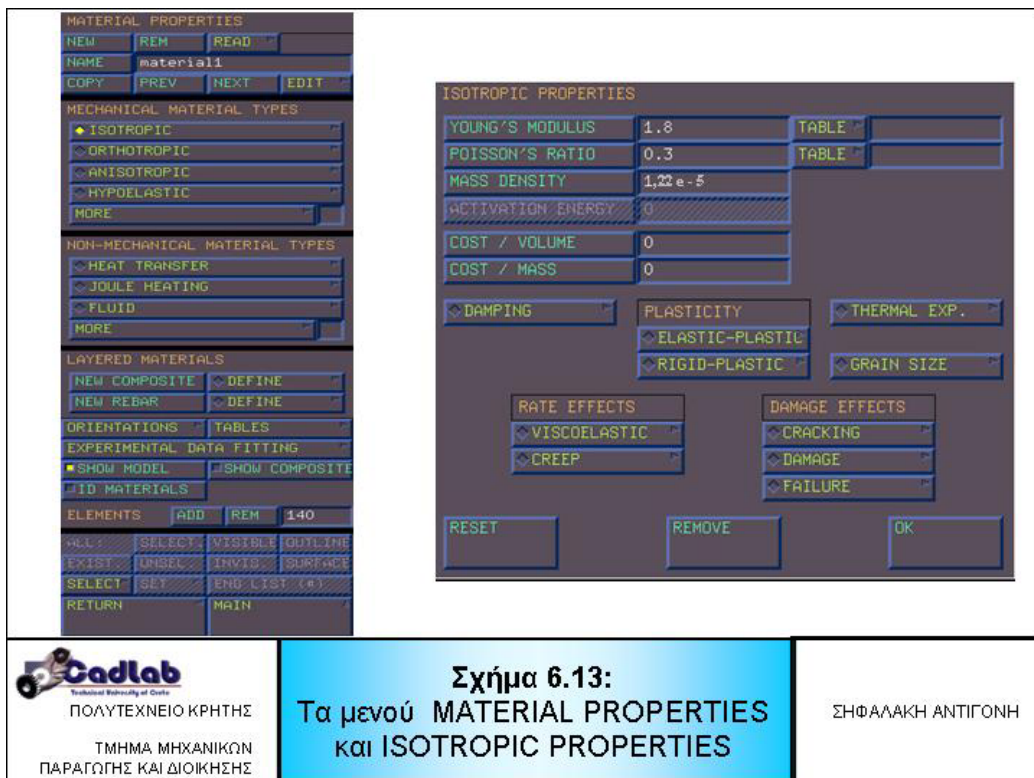 MATERIAL PROPERTIES
NEW REM READ
NAME material1
COPY PREV NEXT EDIT
MECHANICAL MATERIAL TYPES
ISOTROPIC
ORTHOTROPIC
ANISOTROPIC
HYPOELASTIC
MORE
NON-MECHANICAL MATERIAL TYPES
HEAT TRANSFER
JOULE HEATING
FLUID
MORE
LAYERED MATERIALS
NEW COMPOSITE DEFINE
NEW REBAR DEFINE
ORIENTATIONS TABLES
EXPERIMENTAL DATA FITTING
SHOW MODEL SHOW COMPOSITE
ID MATERIALS
ELEMENTS ADD REM 140
ALL: SELECT. VISIBLE OUTLINE
EXIST. UNSEL. INVIS. SURFACE
SELECT SET END LIST (#)
RETURN MAIN
ISOTROPIC PROPERTIES
YOUNG'S MODULUS 1.8 TABLE
POISSON'S RATIO 0.3 TABLE
MASS DENSITY 1,22 e-5
ACTIVATION ENERGY 0
COST / VOLUME 0
COST / MASS 0
DAMPING PLASTICITY THERMAL EXP.
ELASTIC-PLASTIC
RIGID-PLASTIC GRAIN SIZE
RATE EFFECTS DAMAGE EFFECTS
VISCOELASTIC CRACKING
CREEP DAMAGE
FAILURE
RESET REMOVE OK
Cadlab
Technical University of Crete
ΠΟΛΥΤΕΧΝΕΙΟ ΚΡΗΤΗΣ
ΤΜΗΜΑ ΜΗΧΑΝΙΚΩΝ
ΠΑΡΑΓΩΓΗΣ ΚΑΙ ΔΙΟΙΚΗΣΗΣ
Σχήμα 6.13:
Τα μενού MATERIAL PROPERTIES
και ISOTROPIC PROPERTIES
ΣΗΦΑΛΑΚΗ ΑΝΤΙΓΟΝΗ